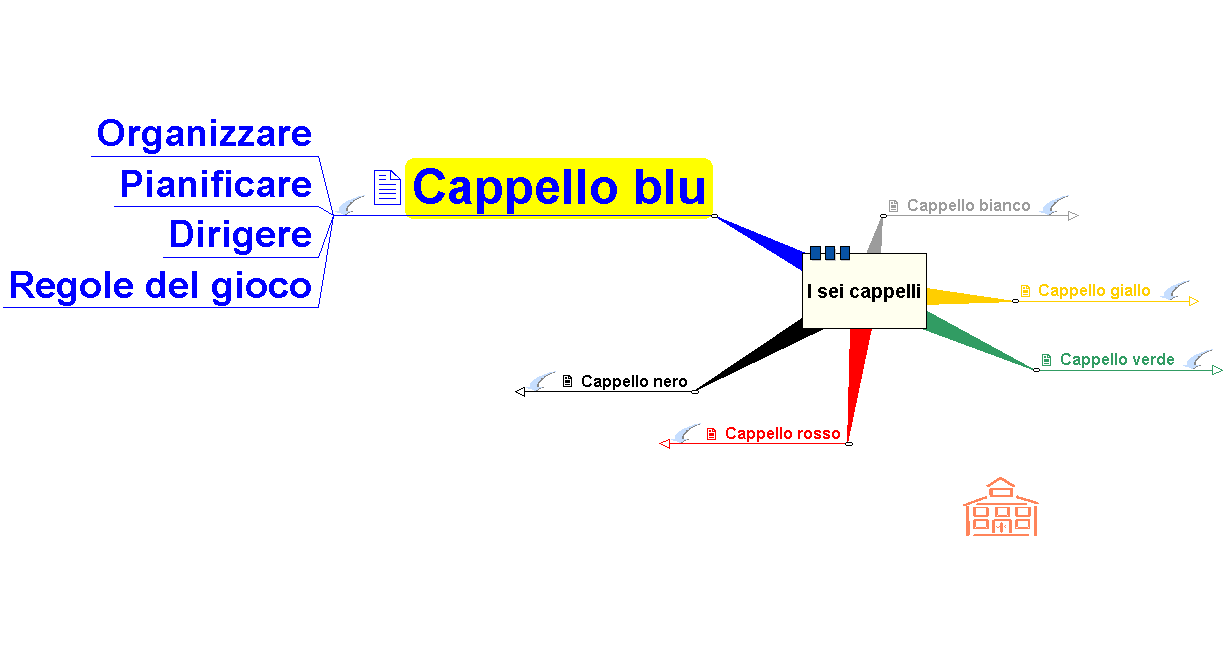 Organizzare
Pianificare
Dirigere
Regole del gioco
Cappello blu
I sei cappelli
Cappello bianco
Cappello giallo
Cappello verde
Cappello nero
Cappello rosso